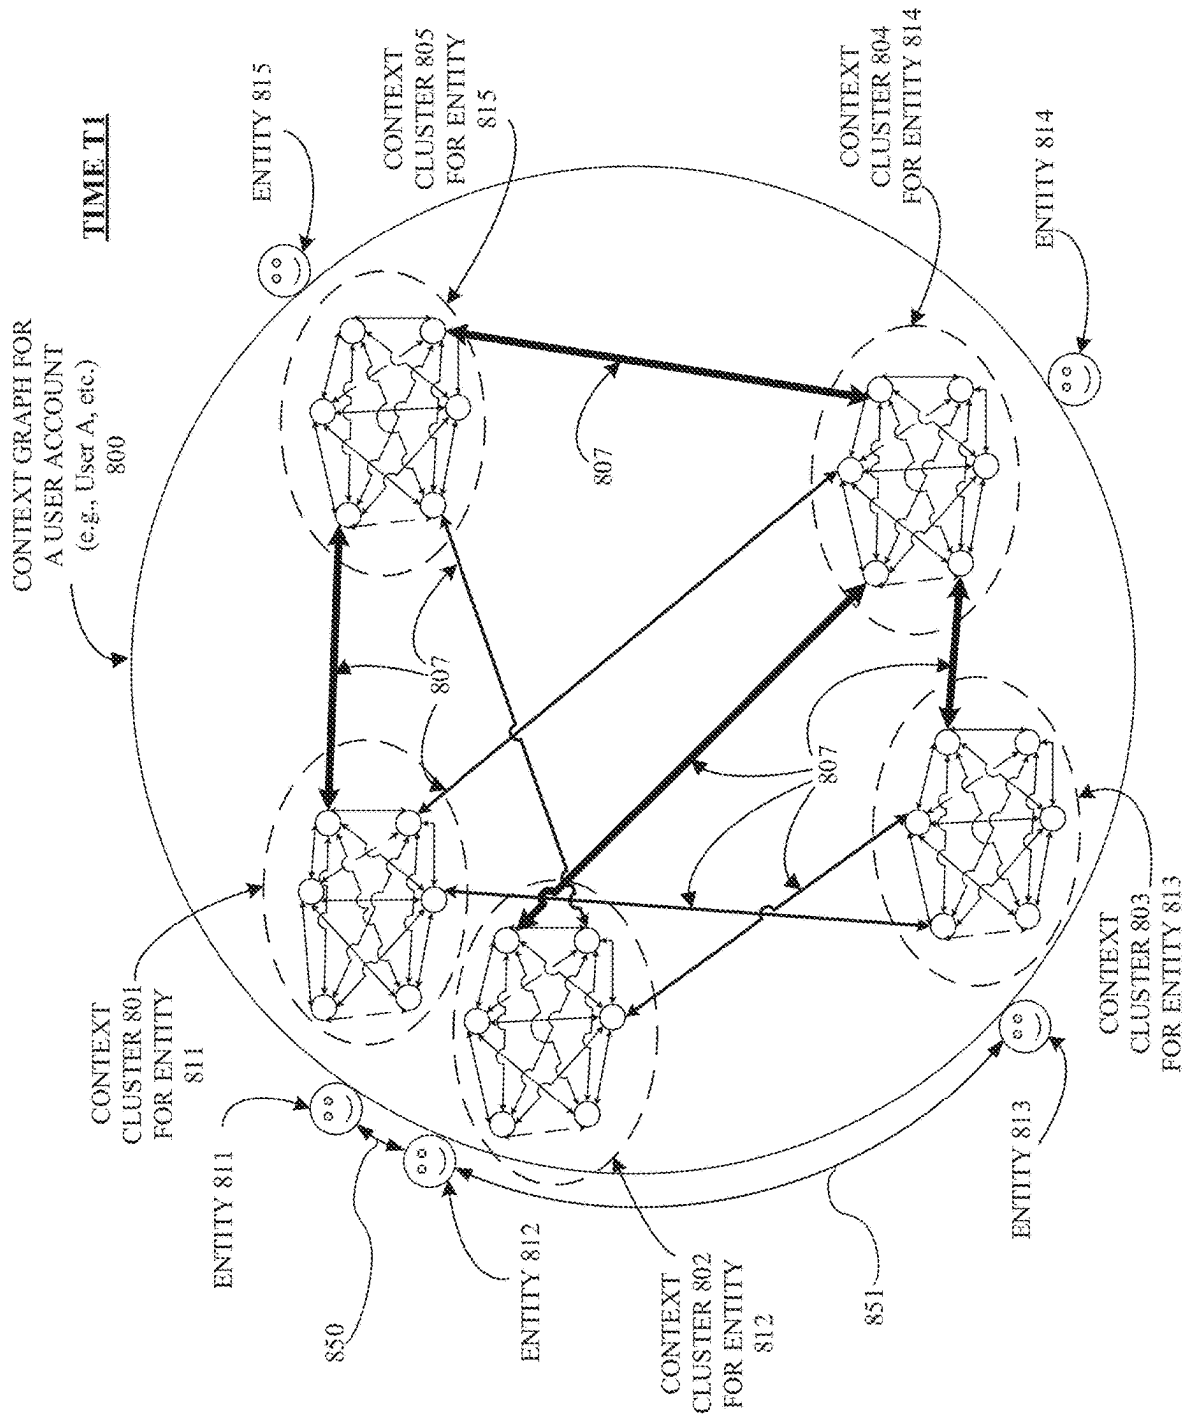 TIME T1
CONTEXT GRAPH FOR
A USER ACCOUNT
(e.g., User A, etc.)
800
ENTITY 815
CONTEXT
CLUSTER 805
FOR ENTITY
815
CONTEXT
CLUSTER 804
FOR ENTITY 814
ENTITY 814
807
807
807
CONTEXT
CLUSTER 801
FOR ENTITY
811
ENTITY 811
850
ENTITY 812
CONTEXT
CLUSTER 802
FOR ENTITY
812
851
ENTITY 813
CONTEXT
CLUSTER 803
FOR ENTITY 813